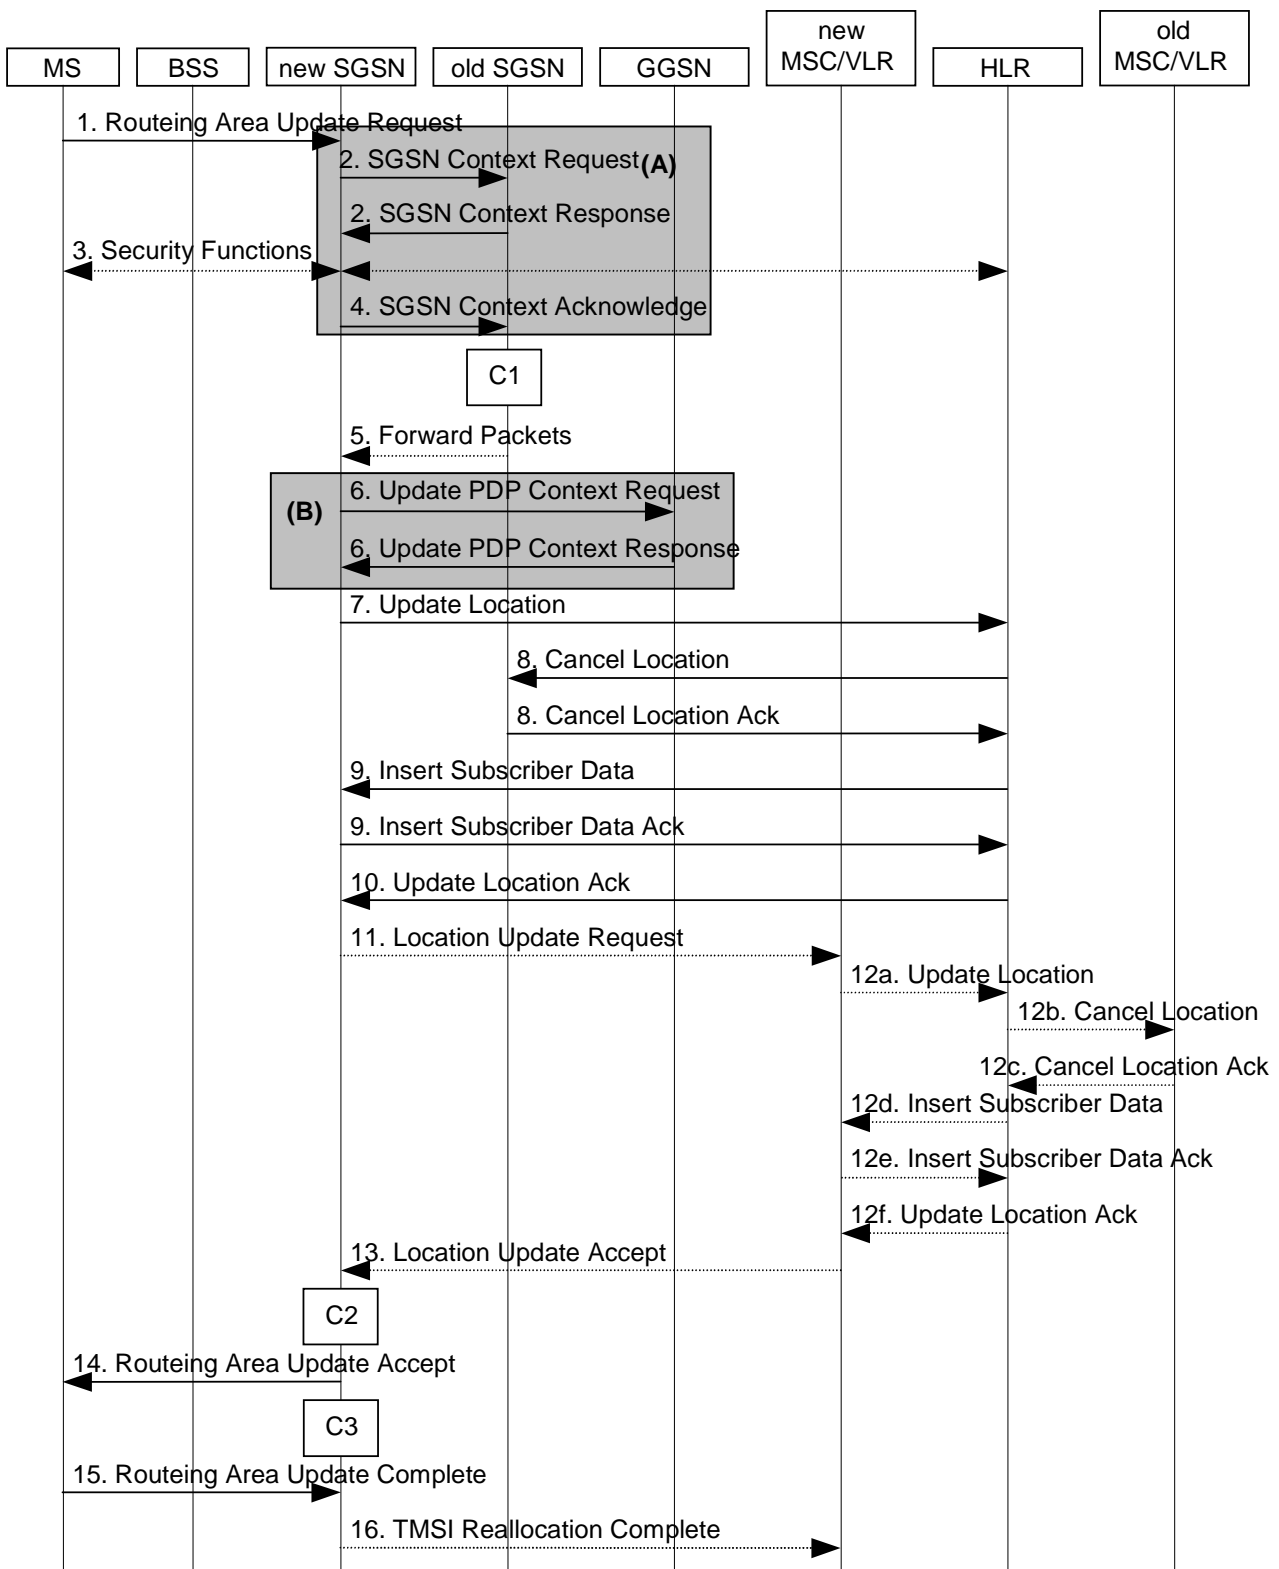 new
MSC/VLR
old
MSC/VLR
MS
BSS
new SGSN
old SGSN
GGSN
HLR
1. Routeing Area Update Request
2. SGSN Context Request
(A)
2. SGSN Context Response
3. Security Functions
4. SGSN Context Acknowledge
C1
5. Forward Packets
6. Update PDP Context Request
(B)
6. Update PDP Context Response
7. Update Location
8. Cancel Location
8. Cancel Location Ack
9. Insert Subscriber Data
9. Insert Subscriber Data Ack
10. Update Location Ack
11. Location Update Request
12a. Update Location
12b. Cancel Location
12c. Cancel Location Ack
12d. Insert Subscriber Data
12e. Insert Subscriber Data Ack
12f. Update Location Ack
13. Location Update Accept
C2
14. Routeing Area Update Accept
C3
15. Routeing Area Update Complete
16. TMSI Reallocation Complete